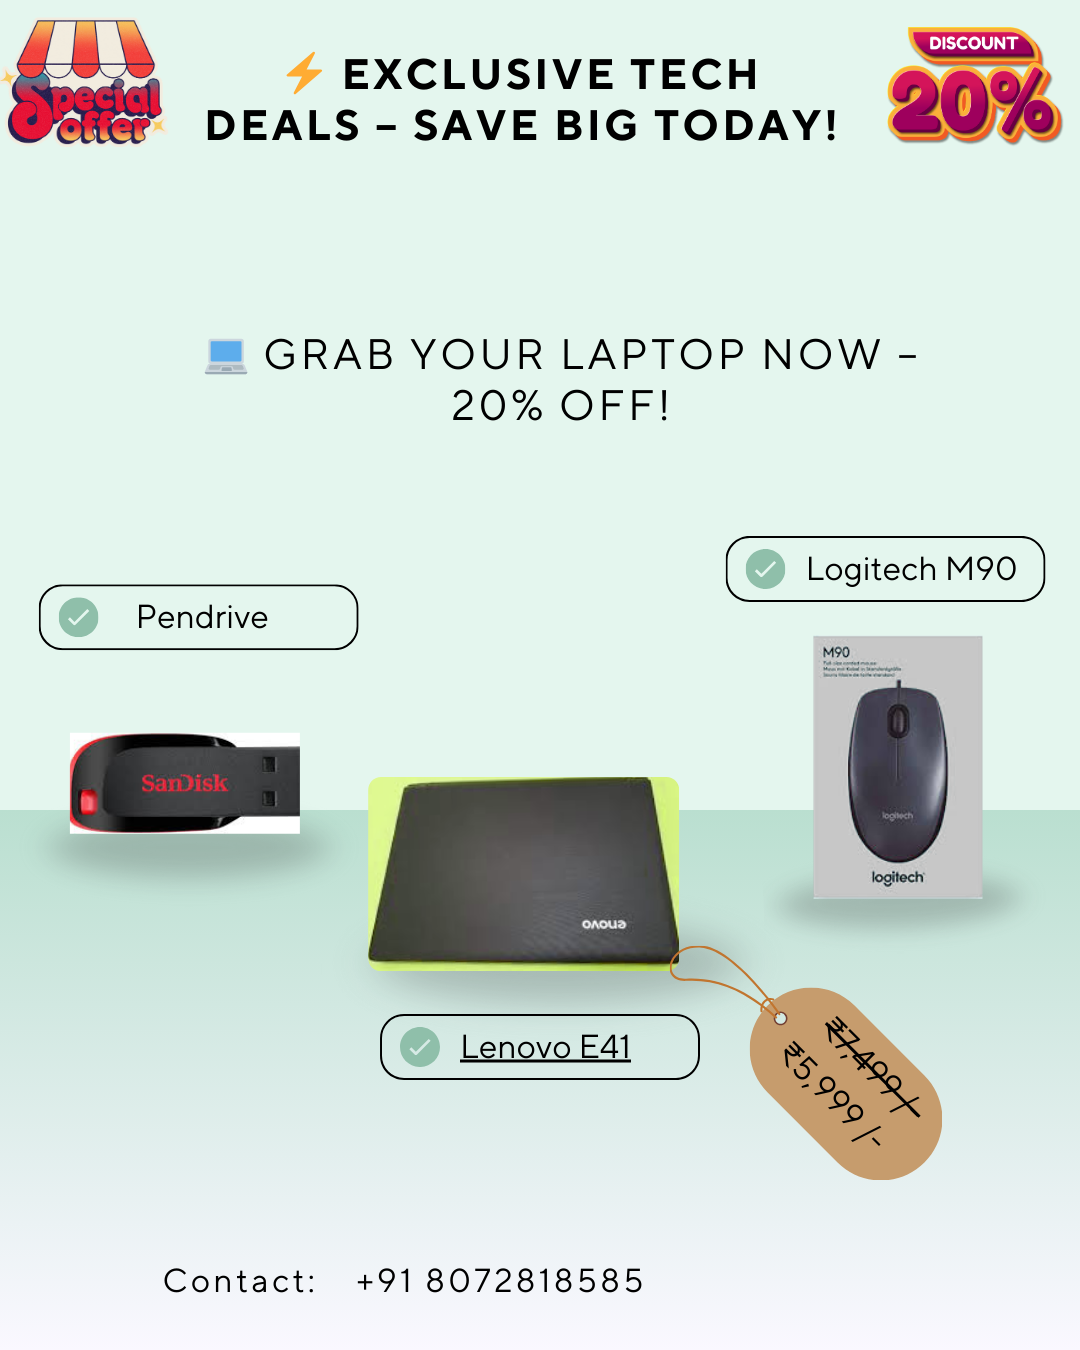 Special
offer
⚡ EXCLUSIVE TECH
DEALS – SAVE BIG TODAY!
DISCOUNT
20%
💻 GRAB YOUR LAPTOP NOW –
20% OFF!
Logitech M90
Pendrive
M90
logitech
logitech
SanDisk
enovo
Lenovo E41
₹7,499/
₹5,999/-
Contact: +91 8072818585